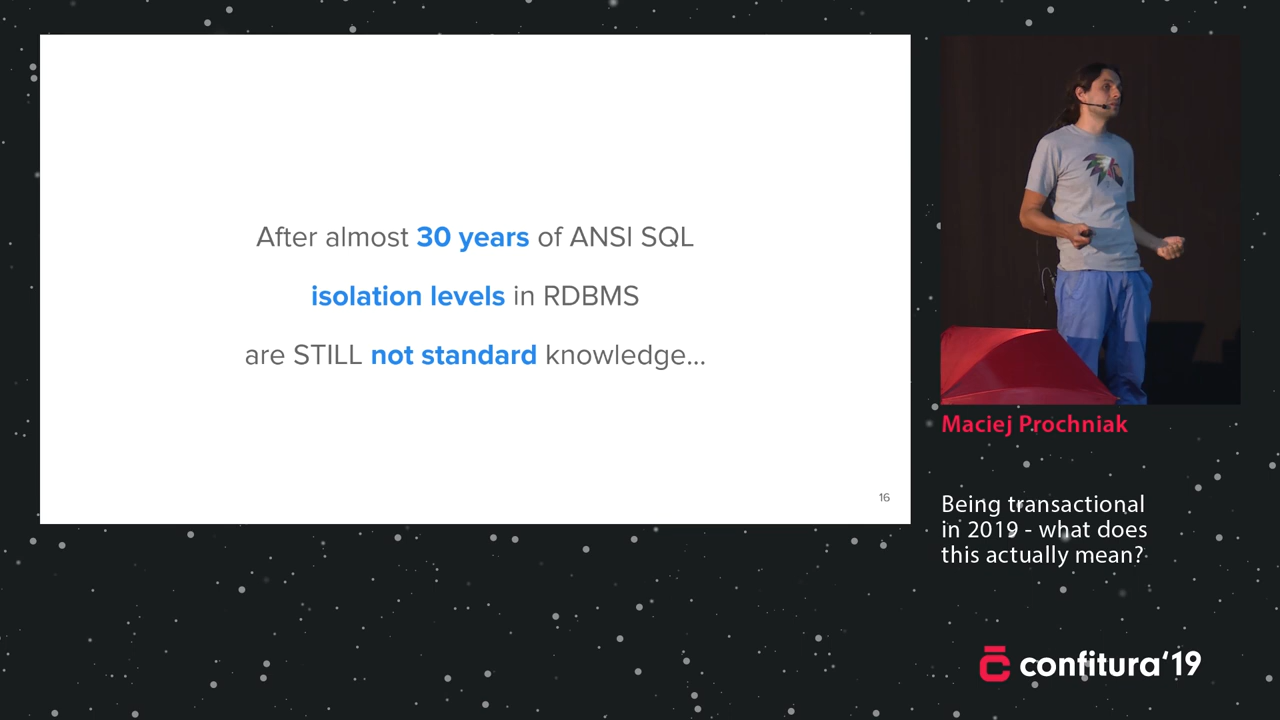 After almost 30 years of ANSI SQL
isolation levels in RDBMS
are STILL not standard knowledge...
16
Maciej Prochniak
Being transactional
in 2019 - what does
this actually mean?
confitura'19